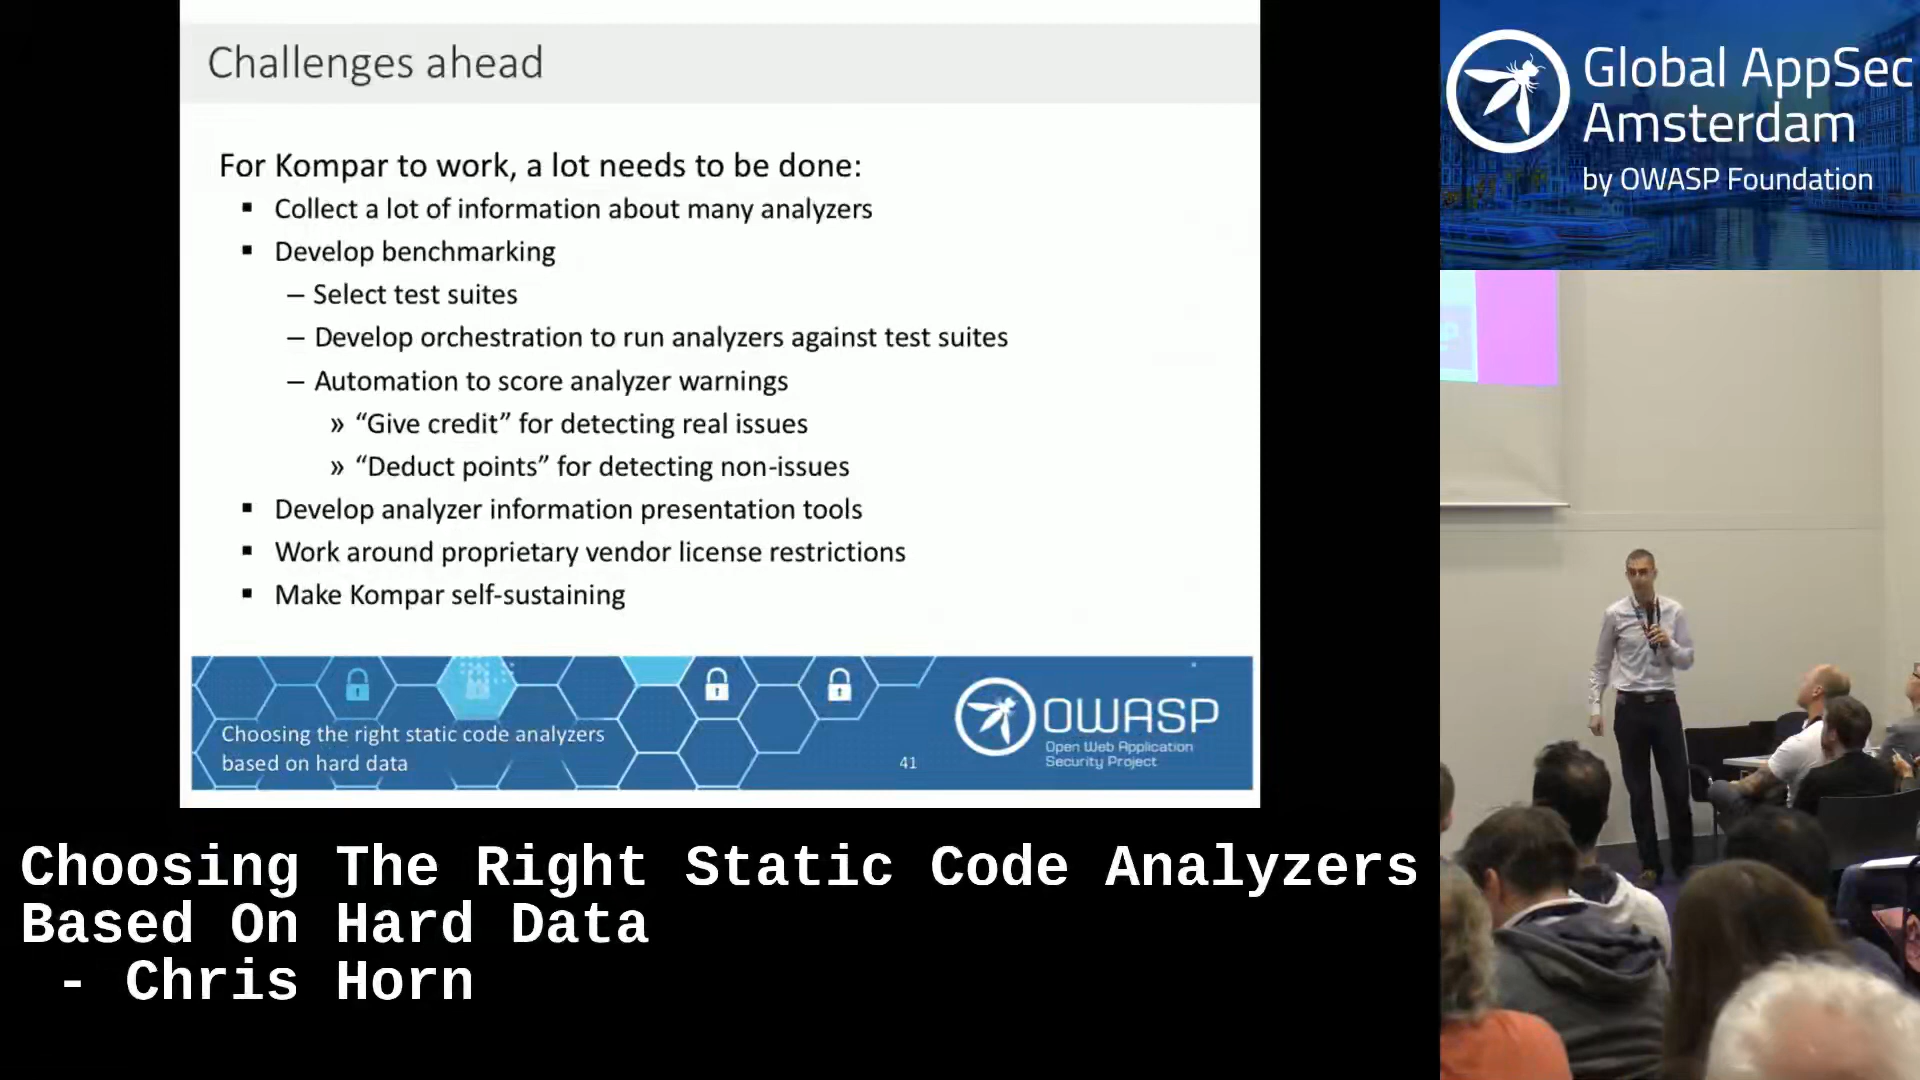 Challenges ahead
For Kompar to work, a lot needs to be done:
▪ Collect a lot of information about many analyzers
▪ Develop benchmarking
– Select test suites
– Develop orchestration to run analyzers against test suites
– Automation to score analyzer warnings
» “Give credit” for detecting real issues
» “Deduct points” for detecting non-issues
▪ Develop analyzer information presentation tools
▪ Work around proprietary vendor license restrictions
▪ Make Kompar self-sustaining
Choosing the right static code analyzers
based on hard data
41
OWASP
Open Web Application
Security Project
Choosing The Right Static Code Analyzers
Based On Hard Data
- Chris Horn
Global AppSec
Amsterdam
by OWASP Foundation